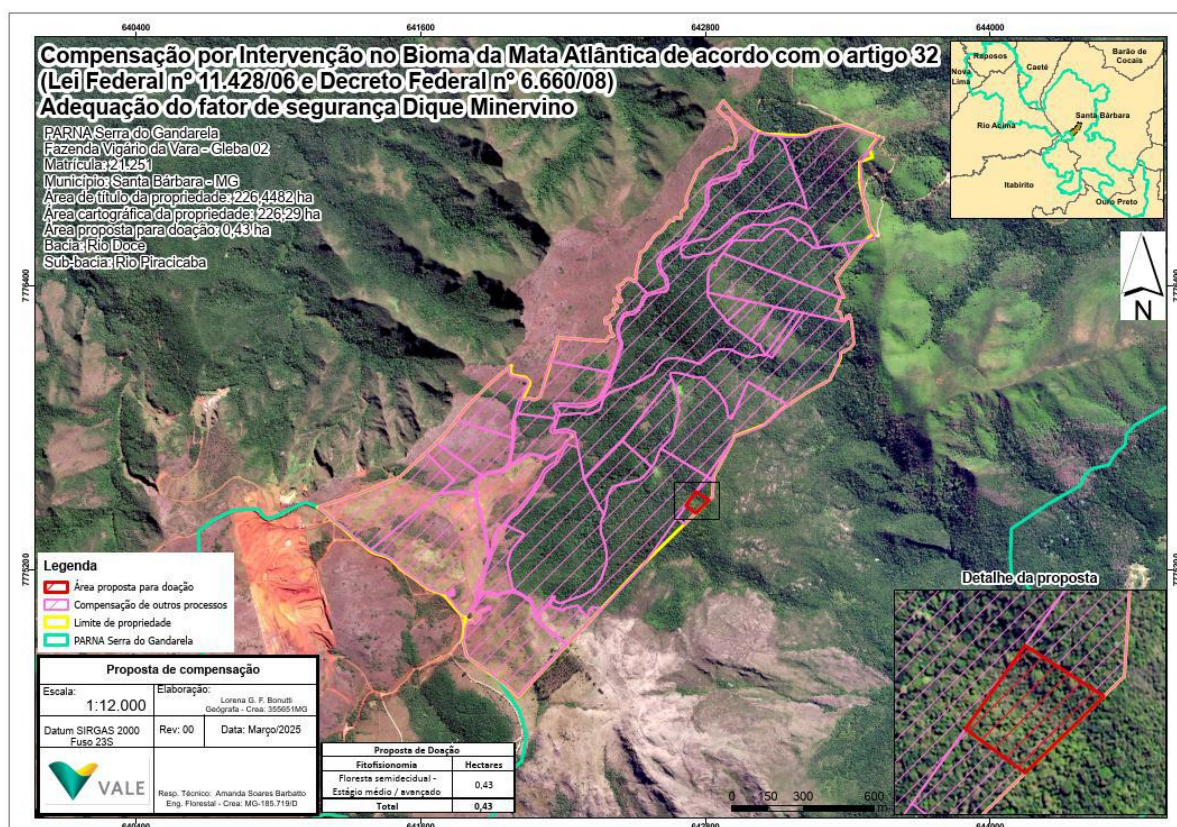 640400 641600 642800 644000
Compensação por Intervenção no Bioma da Mata Atlântica de acordo com o artigo 32
(Lei Federal nº 11.428/06 e Decreto Federal nº 6.660/08)
Adequação do fator de segurança Dique Minervino
PARNA Serra do Gandarela
Fazenda Vigário da Vara - Gleba 02
Matrícula: 21.251
Município: Santa Bárbara - MG
Área de título da propriedade: 226,4482 ha
Área cartográfica da propriedade: 226,29 ha
Área proposta para doação: 0,43 ha
Bacia: Rio Doce
Sub-bacia: Rio Piracicaba
Raposos
Nova
Lima
Caeté
Barão de
Cocais
Rio Acima
Santa Bárbara
Itabirito
Ouro Preto
N
7776400
7776400
7775200
7775200
Legenda
Área proposta para doação
Compensação de outros processos
Limite de propriedade
PARNA Serra do Gandarela
Proposta de compensação
Escala:
1:12.000
Elaboração:
Lorena G. F. Bonutti
Geógrafa - Crea: 355651MG
Datum SIRGAS 2000
Fuso 23S
Rev: 00
Data: Março/2025
VALE
Resp. Técnico: Amanda Soares Barbatto
Eng. Florestal - Crea: MG-185.719/D
Proposta de Doação
Fitofisionomia Hectares
Floresta semidecidual -
Estágio médio / avançado
0,43
Total 0,43
0 150 300 600
m
Detalhe da proposta
640400 641600 642800 644000